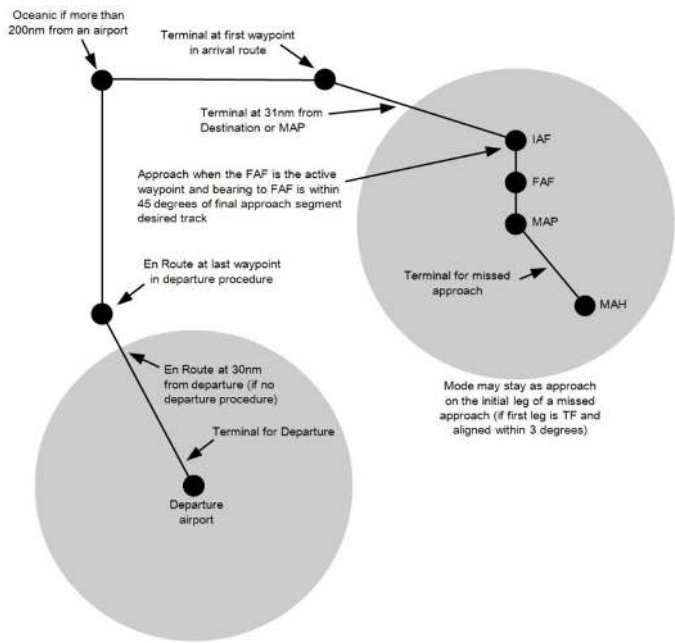 Oceanic if more than
200nm from an airport
Terminal at first waypoint
in arrival route
Terminal at 31nm from
Destination or MAP
IAF
Approach when the FAF is the active
waypoint and bearing to FAF is within
45 degrees of final approach segment
desired track
FAF
MAP
En Route at last waypoint
in departure procedure
Terminal for missed
approach
MAH
En Route at 30nm
from departure (if no
departure procedure)
Mode may stay as approach
on the initial leg of a missed
approach (if first leg is TF and
aligned within 3 degrees)
Terminal for Departure
Departure
airport